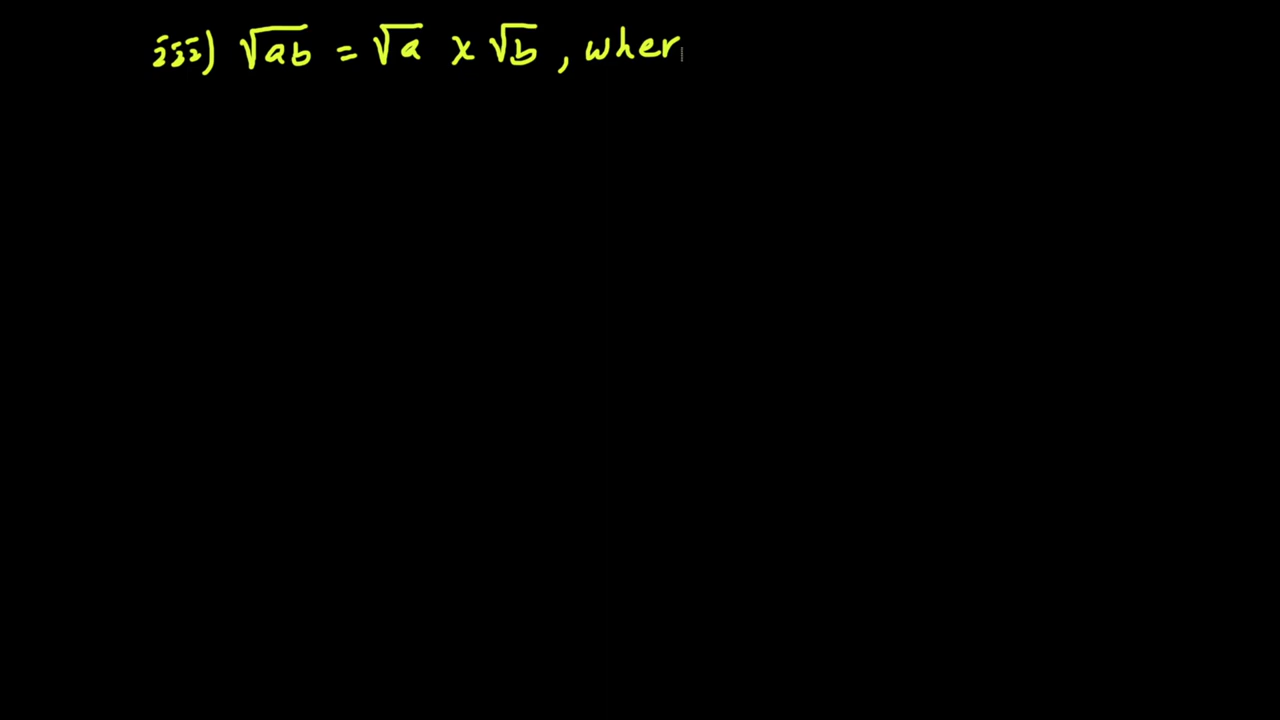 iii) √ab = √a x √b , wher